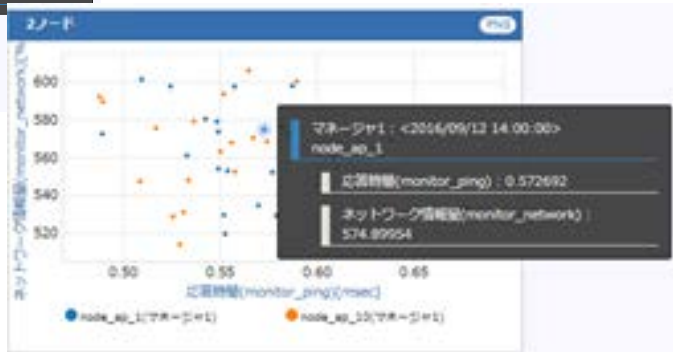 2ノード
PNG
ネットワーク情報量(monitor_network)
600
580
560
540
520
0.50
0.55
0.60
0.65
応答時間(monitor_ping)[msec]
マネージャ1 : <2016/09/12 14:00:00>
node_ap_1
応答時間(monitor_ping) : 0.572692
ネットワーク情報量(monitor_network) :
574.89954
node_ap_1(マネージャ1)
node_ap_10(マネージャ1)